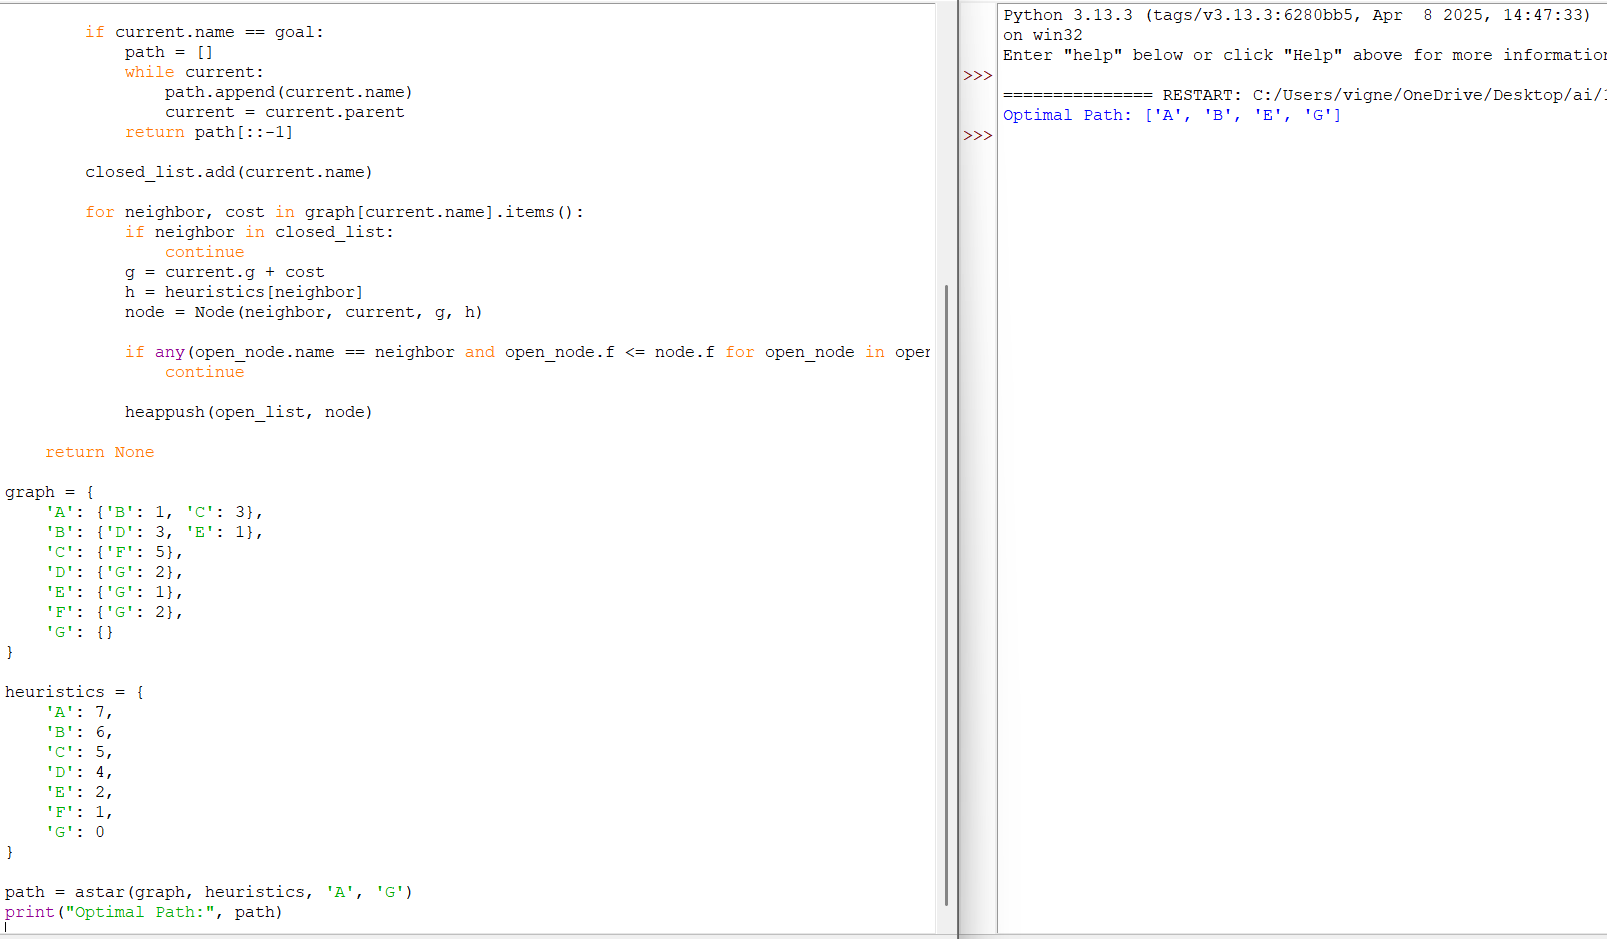 if current.name == goal:
            path = []
            while current:
                path.append(current.name)
                current = current.parent
            return path[::-1]

        closed_list.add(current.name)

        for neighbor, cost in graph[current.name].items():
            if neighbor in closed_list:
                continue
            g = current.g + cost
            h = heuristics[neighbor]
            node = Node(neighbor, current, g, h)

            if any(open_node.name == neighbor and open_node.f <= node.f for open_node in
                continue

            heappush(open_list, node)

    return None

graph = {
    'A': {'B': 1, 'C': 3},
    'B': {'D': 3, 'E': 1},
    'C': {'F': 5},
    'D': {'G': 2},
    'E': {'G': 1},
    'F': {'G': 2},
    'G': {}
}

heuristics = {
    'A': 7,
    'B': 6,
    'C': 5,
    'D': 4,
    'E': 2,
    'F': 1,
    'G': 0
}

path = astar(graph, heuristics, 'A', 'G')
print("Optimal Path:", path)
Python 3.13.3 (tags/v3.13.3:6280bb5, Apr  8 2025, 14:47:33)
on win32
Enter "help" below or click "Help" above for more
>>>
=============== RESTART: C:/Users/vigne/OneDrive/Desktop/ai/
Optimal Path: ['A', 'B', 'E', 'G']
>>>